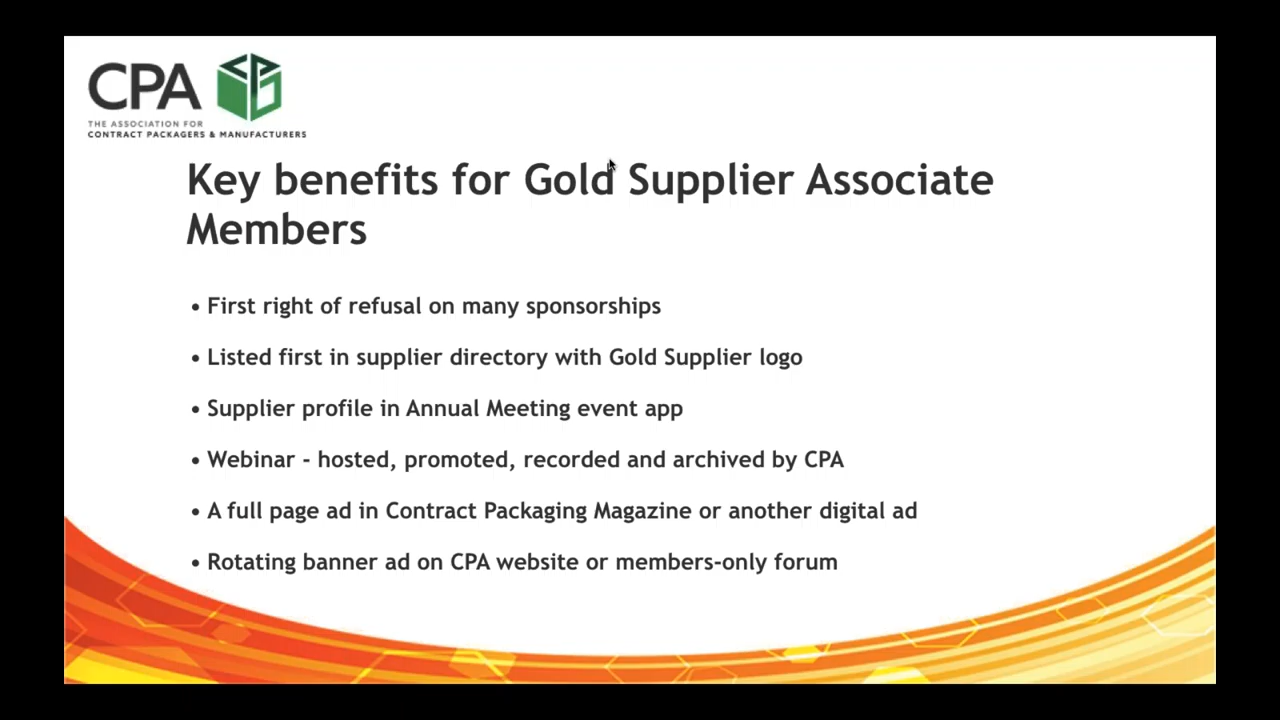 CPA
THE ASSOCIATION FOR
CONTRACT PACKAGERS & MANUFACTURERS
Key benefits for Gold Supplier Associate
Members
• First right of refusal on many sponsorships
• Listed first in supplier directory with Gold Supplier logo
• Supplier profile in Annual Meeting event app
• Webinar - hosted, promoted, recorded and archived by CPA
• A full page ad in Contract Packaging Magazine or another digital ad
• Rotating banner ad on CPA website or members-only forum